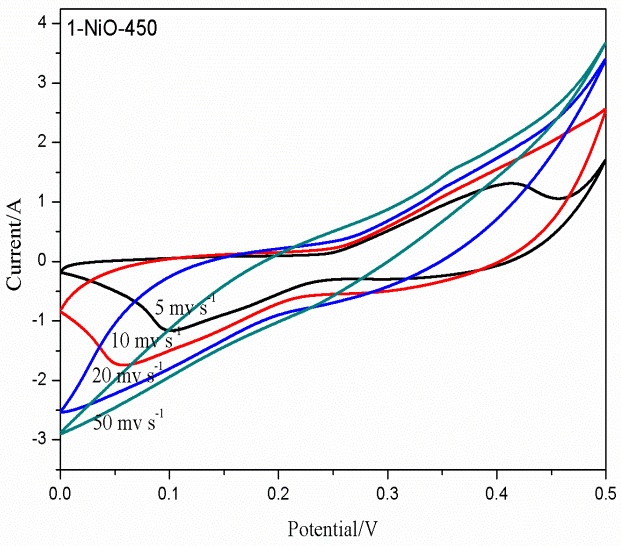 1-NiO-450
4
3
2
1
0
-1
-2
-3
Current/A
5 mv s⁻¹
10 mv s⁻¹
20 mv s⁻¹
50 mv s⁻¹
0.0 0.1 0.2 0.3 0.4 0.5
Potential/V